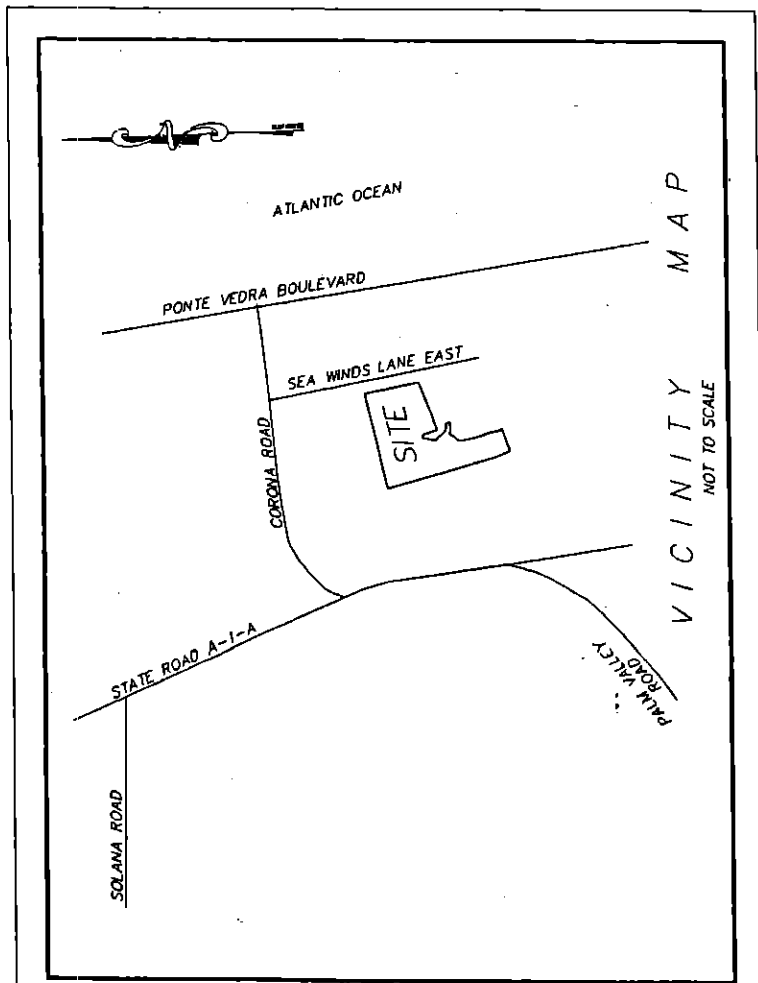 N
ATLANTIC OCEAN
PONTE VEDRA BOULEVARD
SEA WINDS LANE EAST
SITE
CORONA ROAD
STATE ROAD A-1-A
PALM VALLEY
ROAD
SOLANA ROAD
VICINITY MAP
NOT TO SCALE